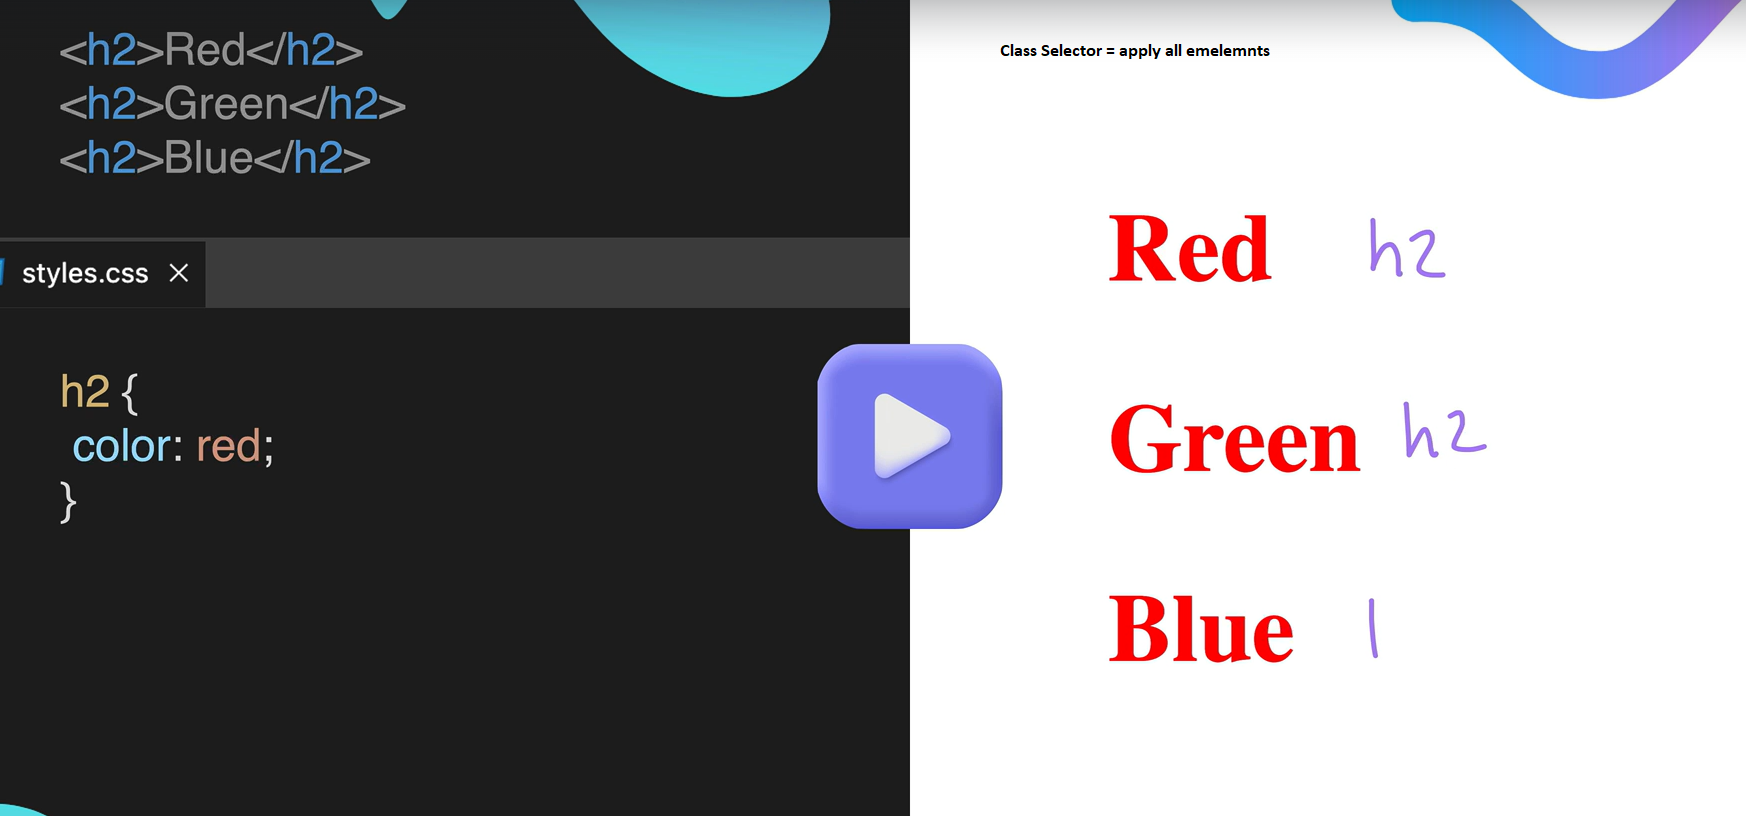 <h2>Red</h2>
<h2>Green</h2>
<h2>Blue</h2>
styles.css
h2 {
color: red;
}
Class Selector = apply all emelemnts
Red h2
Green h2
Blue